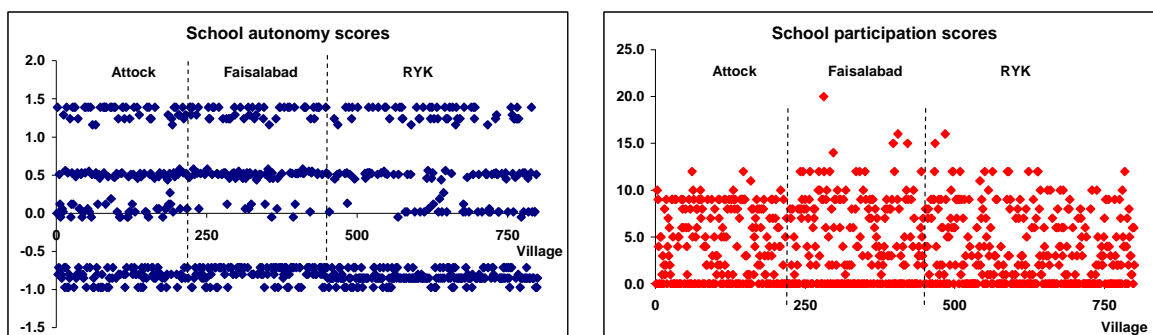 School autonomy scores
2.0
Attock Faisalabad RYK
1.5
1.0
0.5
0.0
0 250 500 750
Village
-0.5
-1.0
-1.5
School participation scores
25.0
Attock Faisalabad RYK
20.0
15.0
10.0
5.0
0.0
0 250 500 750
Village